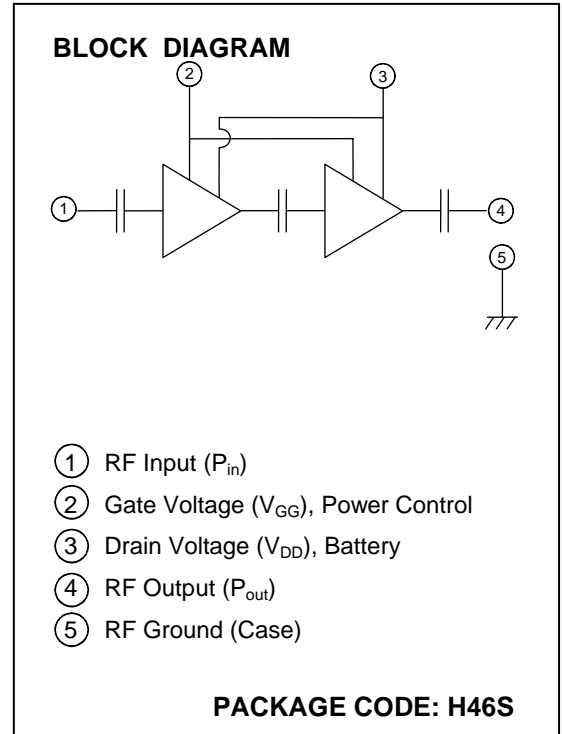 BLOCK DIAGRAM
2 3
1 4
5
1 RF Input (Pin)
2 Gate Voltage (VGG), Power Control
3 Drain Voltage (VDD), Battery
4 RF Output (Pout)
5 RF Ground (Case)
PACKAGE CODE: H46S